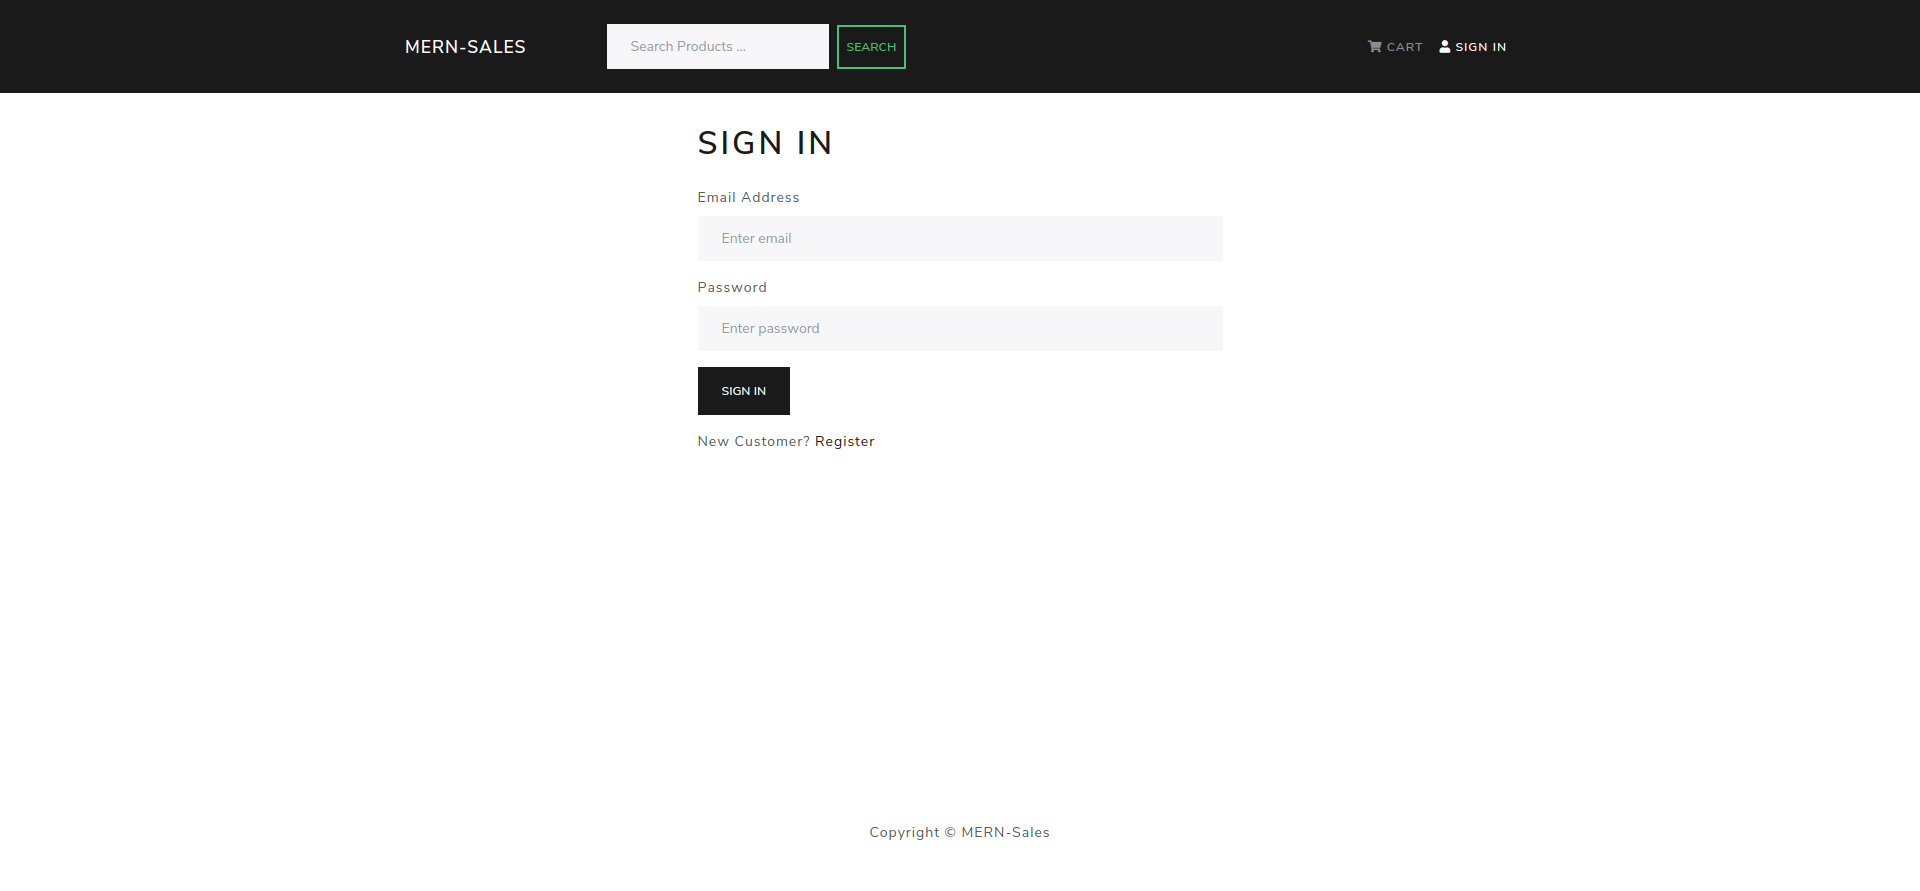 MERN-SALES
Search Products ...
SEARCH
CART
SIGN IN
SIGN IN
Email Address
Enter email
Password
Enter password
SIGN IN
New Customer? Register
Copyright © MERN-Sales